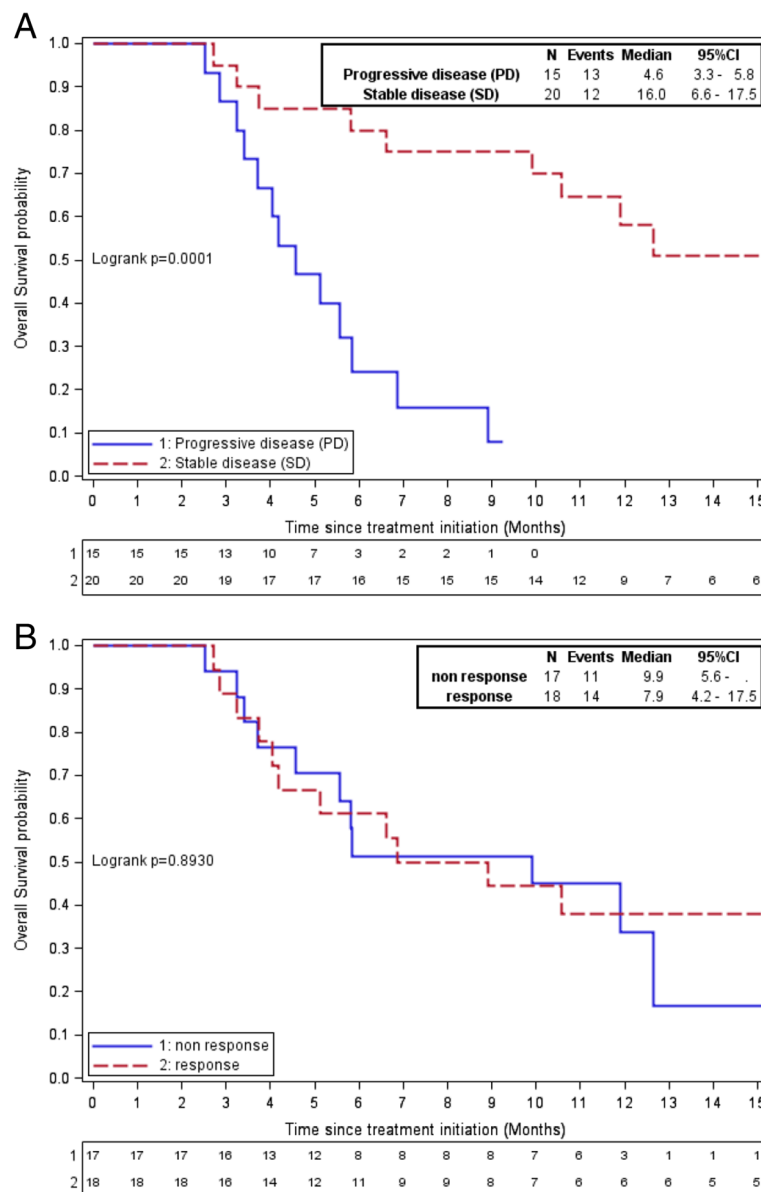 A
N Events Median 95%CI
Progressive disease (PD) 15 13 4.6 3.3 - 5.8
Stable disease (SD) 20 12 16.0 6.6 - 17.5
1.0
0.9
0.8
0.7
0.6
0.5
0.4
0.3
0.2
0.1
0.0
Overall Survival probability
Logrank p=0.0001
1: Progressive disease (PD)
2: Stable disease (SD)
0 1 2 3 4 5 6 7 8 9 10 11 12 13 14 15
Time since treatment initiation (Months)
1 15 15 15 13 10 7 3 2 2 1 0
2 20 20 20 19 17 17 16 15 15 15 14 12 9 7 6 6
B
N Events Median 95%CI
non response 17 11 9.9 5.6 - .
response 18 14 7.9 4.2 - 17.5
1.0
0.9
0.8
0.7
0.6
0.5
0.4
0.3
0.2
0.1
0.0
Overall Survival probability
Logrank p=0.8930
1: non response
2: response
0 1 2 3 4 5 6 7 8 9 10 11 12 13 14 15
Time since treatment initiation (Months)
1 17 17 17 16 13 12 8 8 8 8 7 6 3 1 1 1
2 18 18 18 16 14 12 11 9 9 8 7 6 6 6 5 5